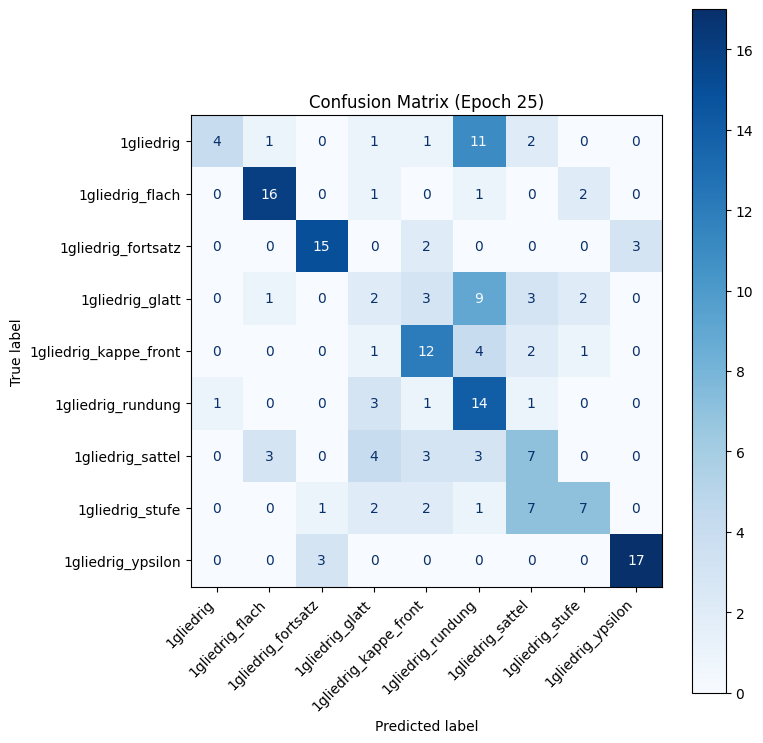 Confusion Matrix (Epoch 25)
True label
1gliedrig 4 1 0 1 1 11 2 0 0
1gliedrig_flach 0 16 0 1 0 1 0 2 0
1gliedrig_fortsatz 0 0 15 0 2 0 0 0 3
1gliedrig_glatt 0 1 0 2 3 9 3 2 0
1gliedrig_kappe_front 0 0 0 1 12 4 2 1 0
1gliedrig_rundung 1 0 0 3 1 14 1 0 0
1gliedrig_sattel 0 3 0 4 3 3 7 0 0
1gliedrig_stufe 0 0 1 2 2 1 7 7 0
1gliedrig_ypsilon 0 0 3 0 0 0 0 0 17
1gliedrig
1gliedrig_flach
1gliedrig_fortsatz
1gliedrig_glatt
1gliedrig_kappe_front
1gliedrig_rundung
1gliedrig_sattel
1gliedrig_stufe
1gliedrig_ypsilon
Predicted label
16
14
12
10
8
6
4
2
0